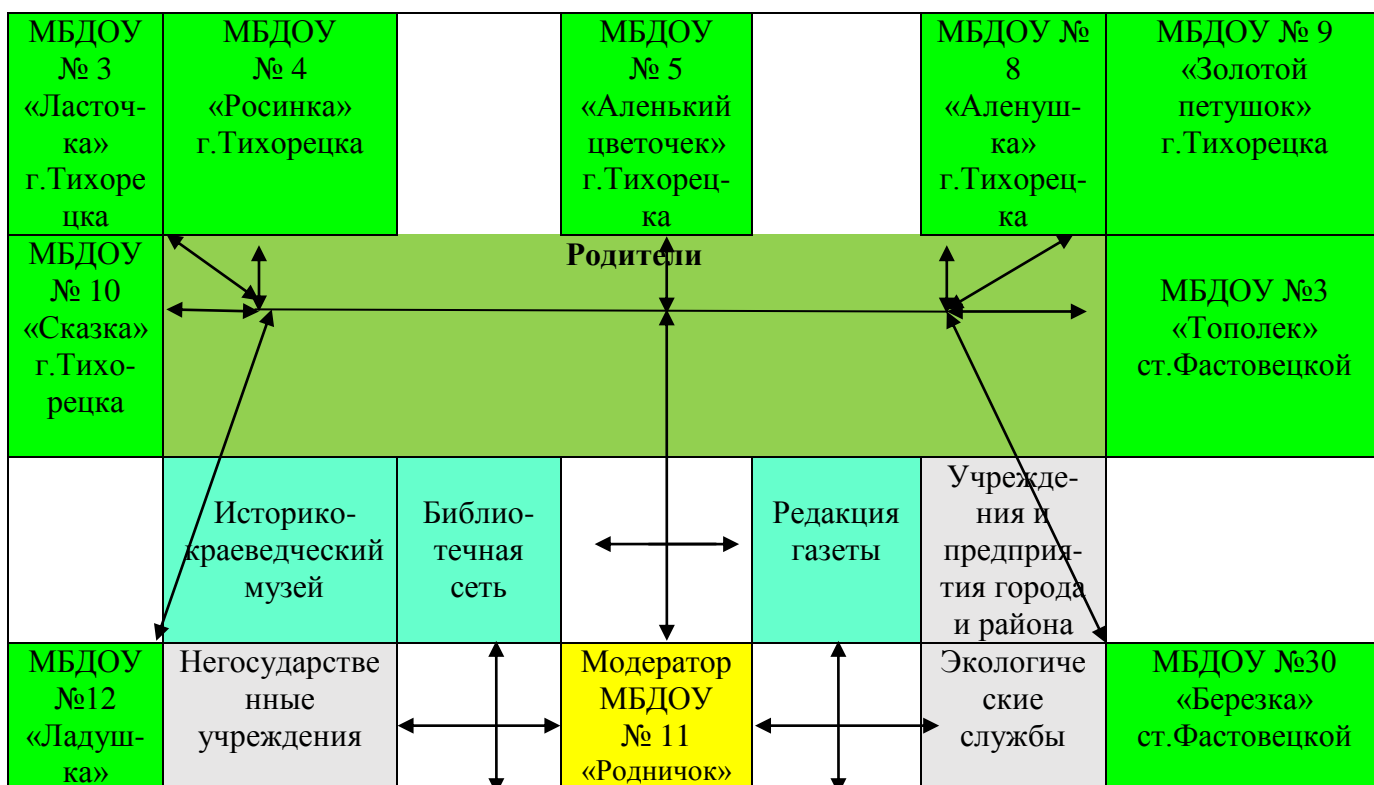 МБДОУ
№ 3
«Ласточ-
ка»
г.Тихоре
цка
МБДОУ
№ 4
«Росинка»
г.Тихорецка
МБДОУ
№ 5
«Аленький
цветочек»
г.Тихорец-
ка
МБДОУ №
8
«Аленуш-
ка»
г.Тихорец-
ка
МБДОУ № 9
«Золотой
петушок»
г.Тихорецка
МБДОУ
№ 10
«Сказка»
г.Тихо-
рецка
Родители
МБДОУ №3
«Тополек»
ст.Фастовецкой
Историко-
краеведческий
музей
Библио-
течная
сеть
Редакция
газеты
Учрежде-
ния и
предприя-
тия города
и района
МБДОУ
№12
«Ладуш-
ка»
Негосударстве
нные
учреждения
Модератор
МБДОУ
№ 11
«Родничок»
Экологиче
ские
службы
МБДОУ №30
«Березка»
ст.Фастовецкой